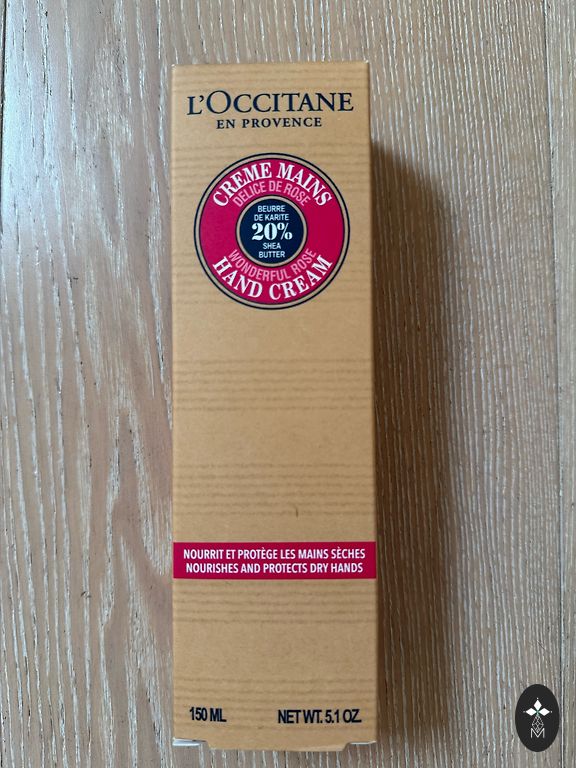 L'OCCITANE
EN PROVENCE
CREME MAINS
DÉLICE DE ROSE
BEURRE
DE KARITE
20%
SHEA
BUTTER
WONDERFUL ROSE
HAND CREAM
NOURRIT ET PROTÈGE LES MAINS SÈCHES
NOURISHES AND PROTECTS DRY HANDS
150 ML NET WT. 5.1 OZ.
M